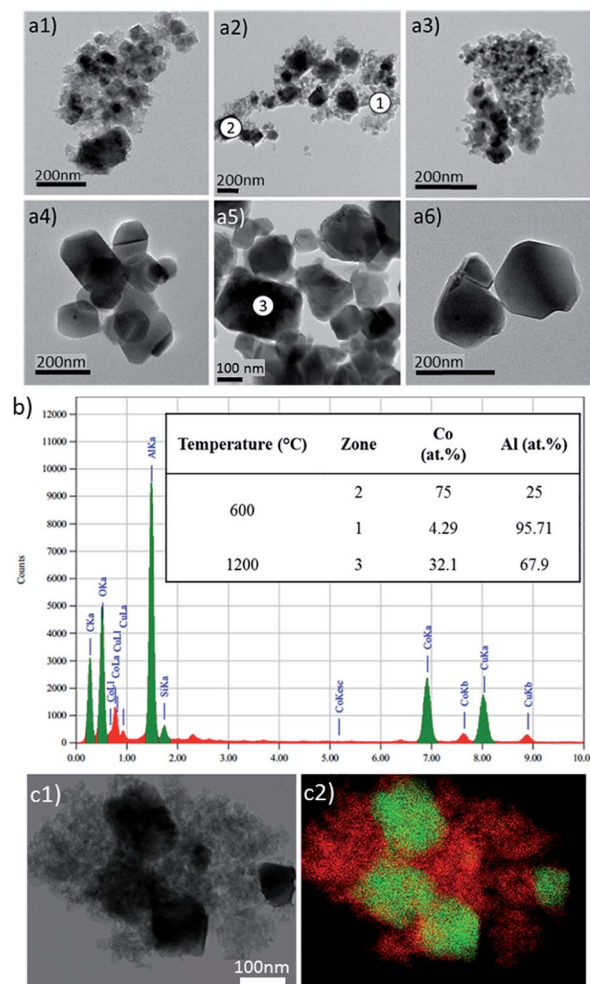 a1)
a2)
a3)
1
2
200nm
200nm
200nm
a4)
a5)
a6)
3
200nm
100 nm
200nm
b)
Temperature (°C) Zone Co (at.%) Al (at.%)
600 2 75 25
1 4.29 95.71
1200 3 32.1 67.9
Counts
12000
11000
10000
9000
8000
7000
6000
5000
4000
3000
2000
1000
0
CKa
OKa
CoLl
CoLa
CuLl
CuLa
AlKa
SiKa
CoKesc
CoKa
CoKb
CuKa
CuKb
0.00 1.00 2.00 3.00 4.00 5.00 6.00 7.00 8.00 9.00 10.0
c1)
c2)
100nm